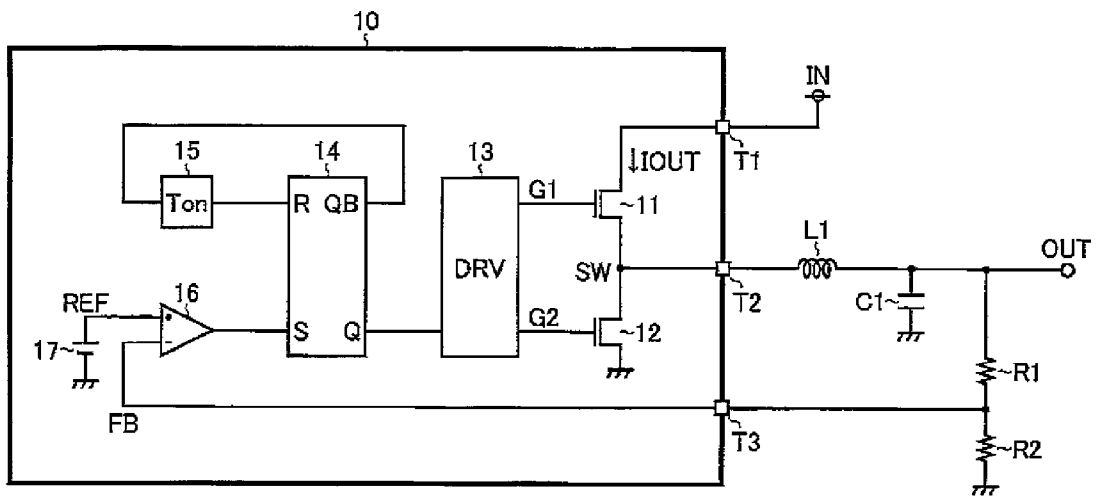 10
IN
T1
15
14
13
↓IOUT
Ton
R
QB
G1
~11
DRV
L1
OUT
SW
T2
C1~
REF
16
17~
S
Q
G2
~12
~R1
FB
T3
~R2